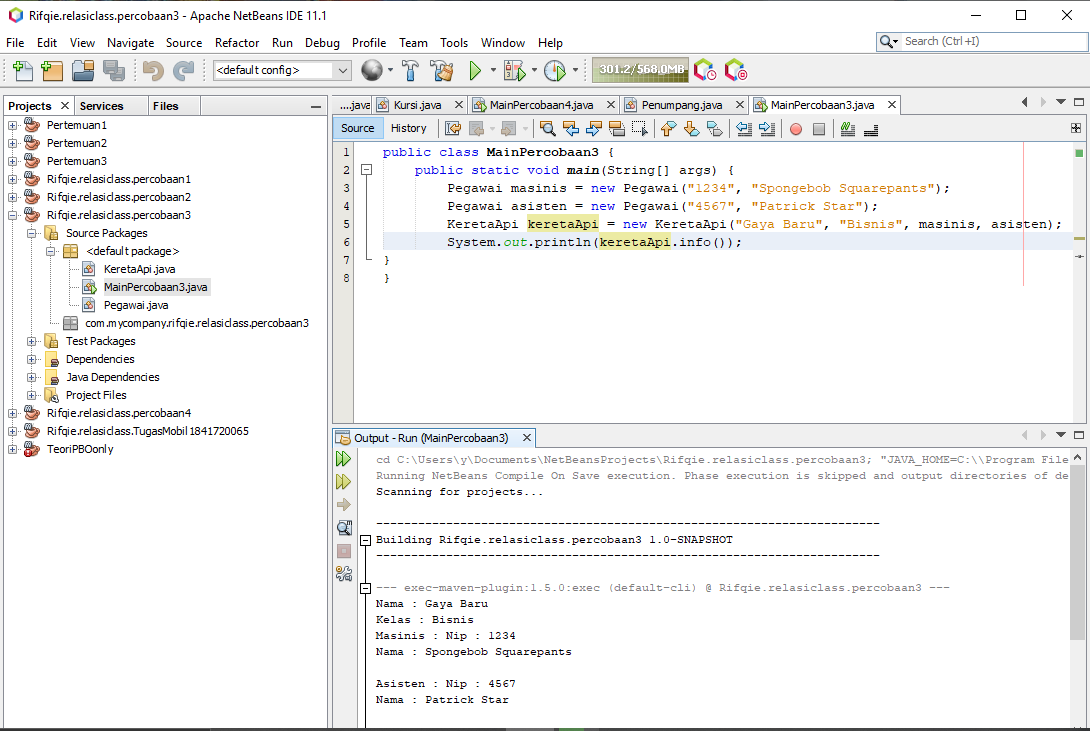 Rifqie.relasiclass.percobaan3 - Apache NetBeans IDE 11.1
File Edit View Navigate Source Refactor Run Debug Profile Team Tools Window Help
Search (Ctrl+I)
<default config>
301.2/568,0MB
Projects Services Files
Pertemuan1
Pertemuan2
Pertemuan3
Rifqie.relasiclass.percobaan1
Rifqie.relasiclass.percobaan2
Rifqie.relasiclass.percobaan3
Source Packages
<default package>
KeretaApi.java
MainPercobaan3.java
Pegawai.java
com.mycompany.rifqie.relasiclass.percobaan3
Test Packages
Dependencies
Java Dependencies
Project Files
Rifqie.relasiclass.percobaan4
Rifqie.relasiclass.TugasMobil1841720065
TeoriPBOonly
....java Kursi.java MainPercobaan4.java Penumpang.java MainPercobaan3.java
Source History
1 public class MainPercobaan3 {
2 public static void main(String[] args) {
3 Pegawai masinis = new Pegawai("1234", "Spongebob Squarepants");
4 Pegawai asisten = new Pegawai("4567", "Patrick Star");
5 KeretaApi keretaApi = new KeretaApi("Gaya Baru", "Bisnis", masinis, asisten);
6 System.out.println(keretaApi.info());
7 }
8 }
Output - Run (MainPercobaan3)
cd C:\Users\y\Documents\NetBeansProjects\Rifqie.relasiclass.percobaan3; "JAVA_HOME=C:\\Program File
Running NetBeans Compile On Save execution. Phase execution is skipped and output directories of de
Scanning for projects...
------------------------------------------------------------------------
Building Rifqie.relasiclass.percobaan3 1.0-SNAPSHOT
------------------------------------------------------------------------
--- exec-maven-plugin:1.5.0:exec (default-cli) @ Rifqie.relasiclass.percobaan3 ---
Nama : Gaya Baru
Kelas : Bisnis
Masinis : Nip : 1234
Nama : Spongebob Squarepants
Asisten : Nip : 4567
Nama : Patrick Star